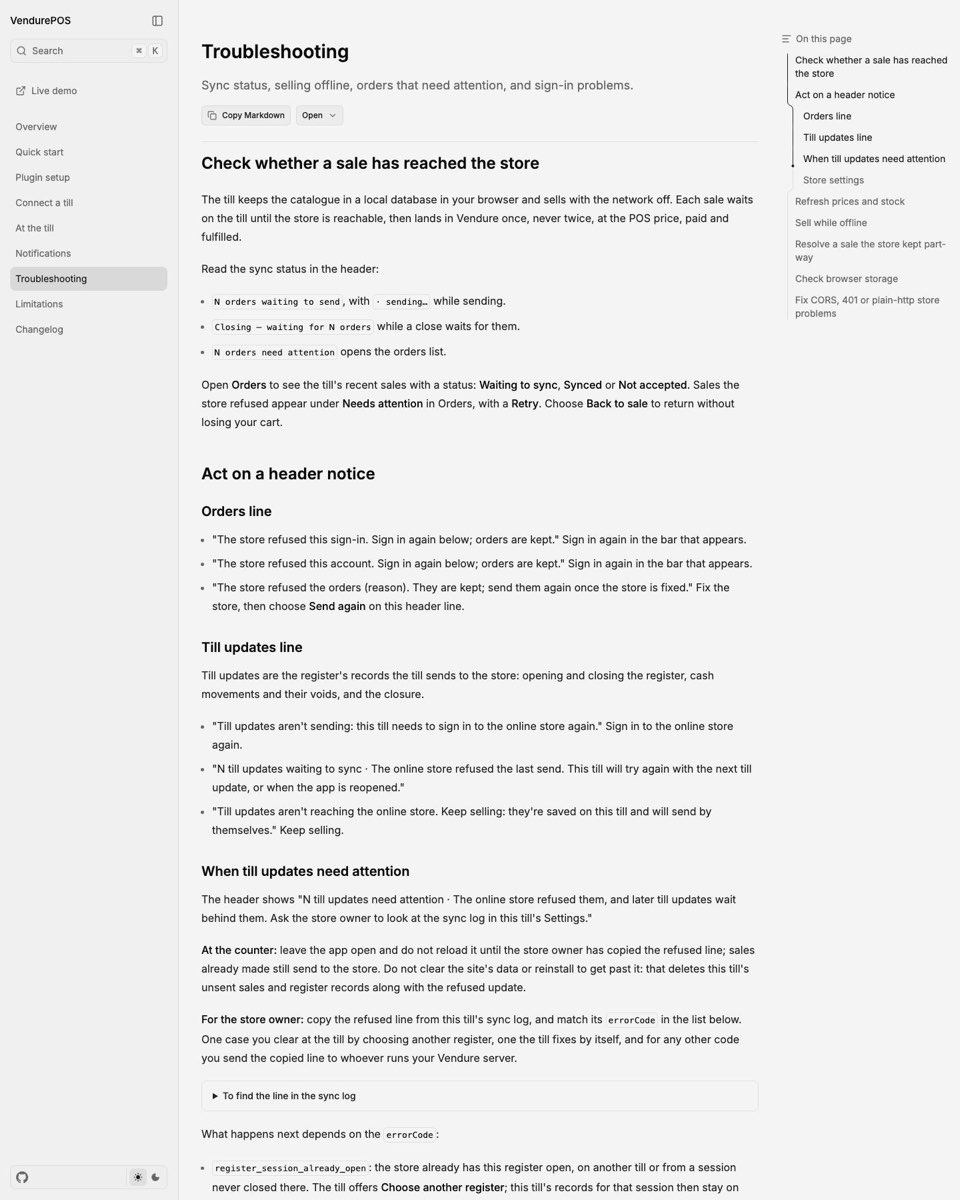 VendurePOS
Search
⌘ K
Live demo
Overview
Quick start
Plugin setup
Connect a till
At the till
Notifications
Troubleshooting
Limitations
Changelog
Troubleshooting
Sync status, selling offline, orders that need attention, and sign-in problems.
Copy Markdown
Open
Check whether a sale has reached the store
The till keeps the catalogue in a local database in your browser and sells with the network off. Each sale waits
on the till until the store is reachable, then lands in Vendure once, never twice, at the POS price, paid and
fulfilled.
Read the sync status in the header:
• N orders waiting to send, with · sending… while sending.
• Closing — waiting for N orders while a close waits for them.
• N orders need attention opens the orders list.
Open Orders to see the till's recent sales with a status: Waiting to sync, Synced or Not accepted. Sales the
store refused appear under Needs attention in Orders, with a Retry. Choose Back to sale to return without
losing your cart.
Act on a header notice
Orders line
• "The store refused this sign-in. Sign in again below; orders are kept." Sign in again in the bar that appears.
• "The store refused this account. Sign in again below; orders are kept." Sign in again in the bar that appears.
• "The store refused the orders (reason). They are kept; send them again once the store is fixed." Fix the
store, then choose Send again on this header line.
Till updates line
Till updates are the register's records the till sends to the store: opening and closing the register, cash
movements and their voids, and the closure.
• "Till updates aren't sending: this till needs to sign in to the online store again." Sign in to the online store
again.
• "N till updates waiting to sync · The online store refused the last send. This till will try again with the next till
update, or when the app is reopened."
• "Till updates aren't reaching the online store. Keep selling: they're saved on this till and will send by
themselves." Keep selling.
When till updates need attention
The header shows "N till updates need attention · The online store refused them, and later till updates wait
behind them. Ask the store owner to look at the sync log in this till's Settings."
At the counter: leave the app open and do not reload it until the store owner has copied the refused line; sales
already made still send to the store. Do not clear the site's data or reinstall to get past it: that deletes this till's
unsent sales and register records along with the refused update.
For the store owner: copy the refused line from this till's sync log, and match its errorCode in the list below.
One case you clear at the till by choosing another register, one the till fixes by itself, and for any other code
you send the copied line to whoever runs your Vendure server.
To find the line in the sync log
What happens next depends on the errorCode:
• register_session_already_open: the store already has this register open, on another till or from a session
never closed there. The till offers Choose another register; this till's records for that session then stay on
On this page
Check whether a sale has reached
the store
Act on a header notice
Orders line
Till updates line
When till updates need attention
Store settings
Refresh prices and stock
Sell while offline
Resolve a sale the store kept part-
way
Check browser storage
Fix CORS, 401 or plain-http store
problems